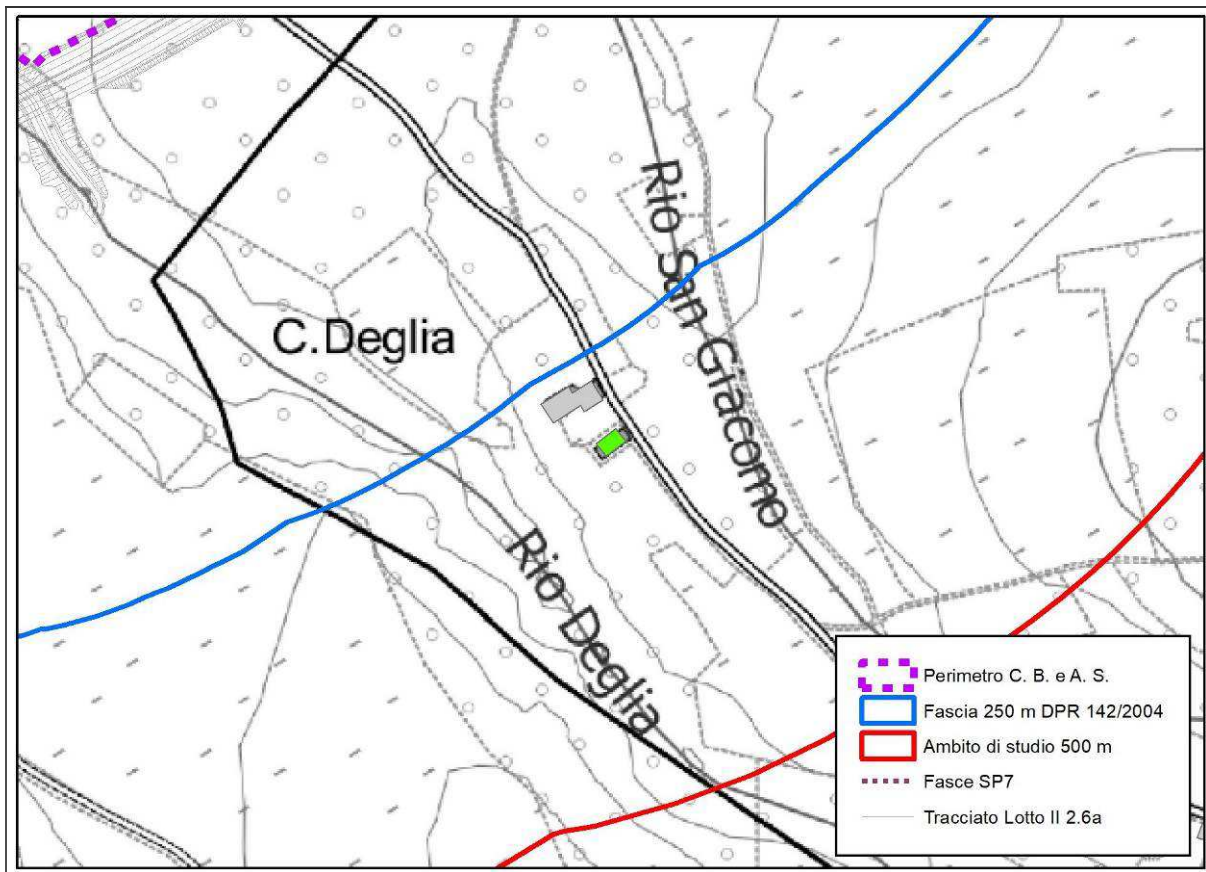 C.Deglia
Rio San Giacomo
Rio Deglia
Perimetro C. B. e A. S.
Fascia 250 m DPR 142/2004
Ambito di studio 500 m
Fasce SP7
Tracciato Lotto II 2.6a